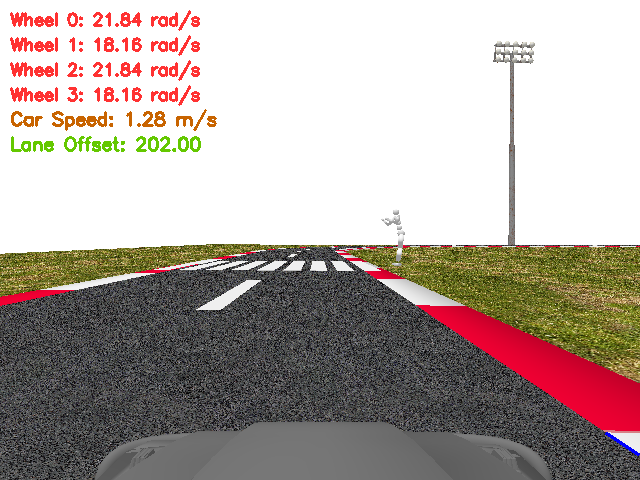 Wheel 0: 21.84 rad/s
Wheel 1: 18.16 rad/s
Wheel 2: 21.84 rad/s
Wheel 3: 18.16 rad/s
Car Speed: 1.28 m/s
Lane Offset: 202.00